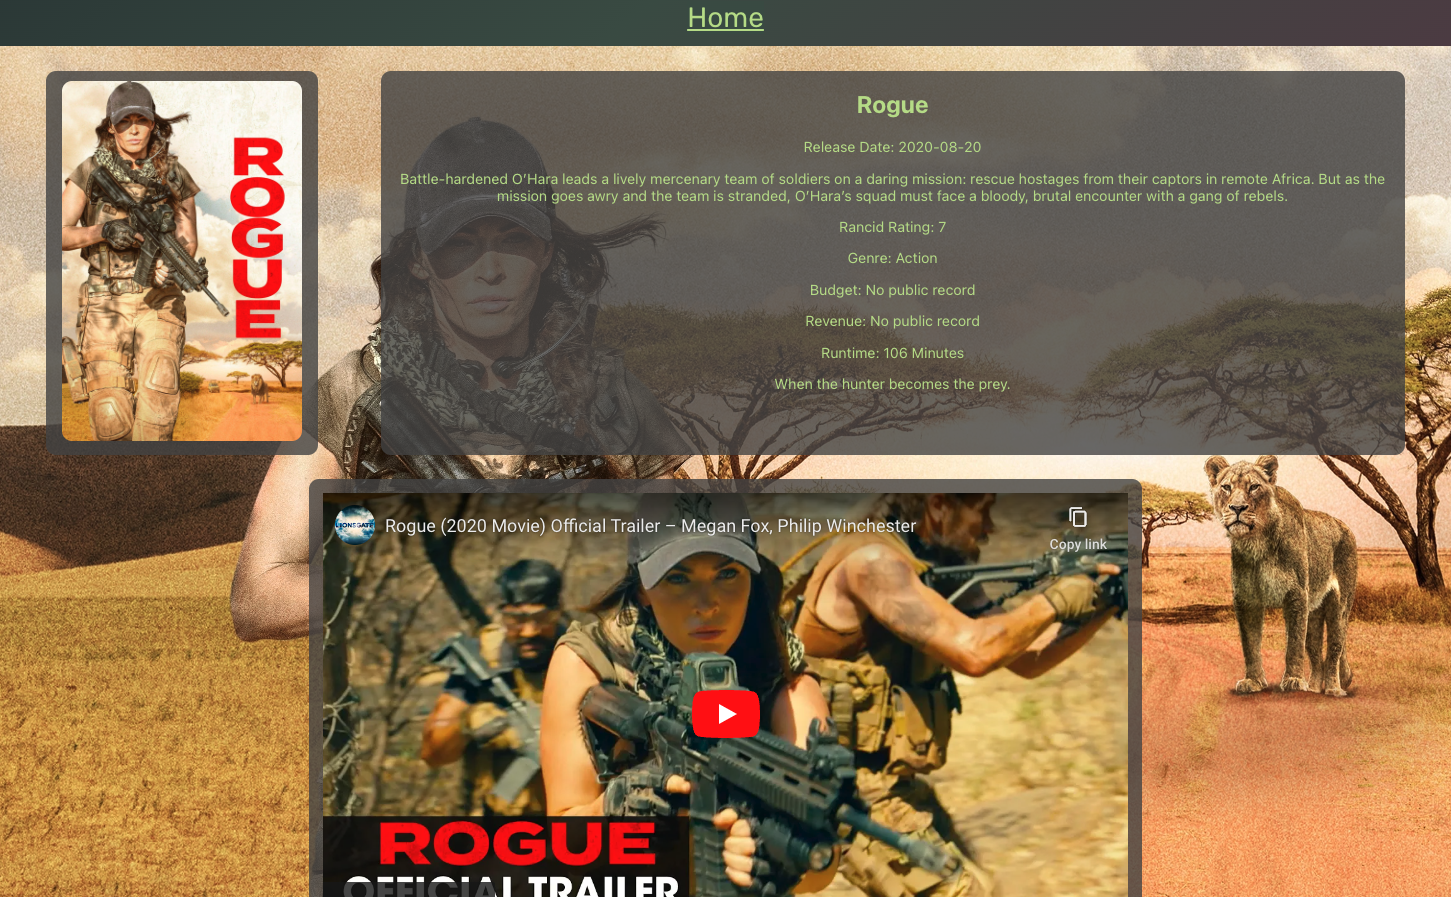 Home
ROGUE
Rogue
Release Date: 2020-08-20
Battle-hardened O’Hara leads a lively mercenary team of soldiers on a daring mission: rescue hostages from their captors in remote Africa. But as the
mission goes awry and the team is stranded, O’Hara’s squad must face a bloody, brutal encounter with a gang of rebels.
Rancid Rating: 7
Genre: Action
Budget: No public record
Revenue: No public record
Runtime: 106 Minutes
When the hunter becomes the prey.
LIONSGATE
Rogue (2020 Movie) Official Trailer – Megan Fox, Philip Winchester
Copy link
ROGUE
OFFICIAL TRAILER